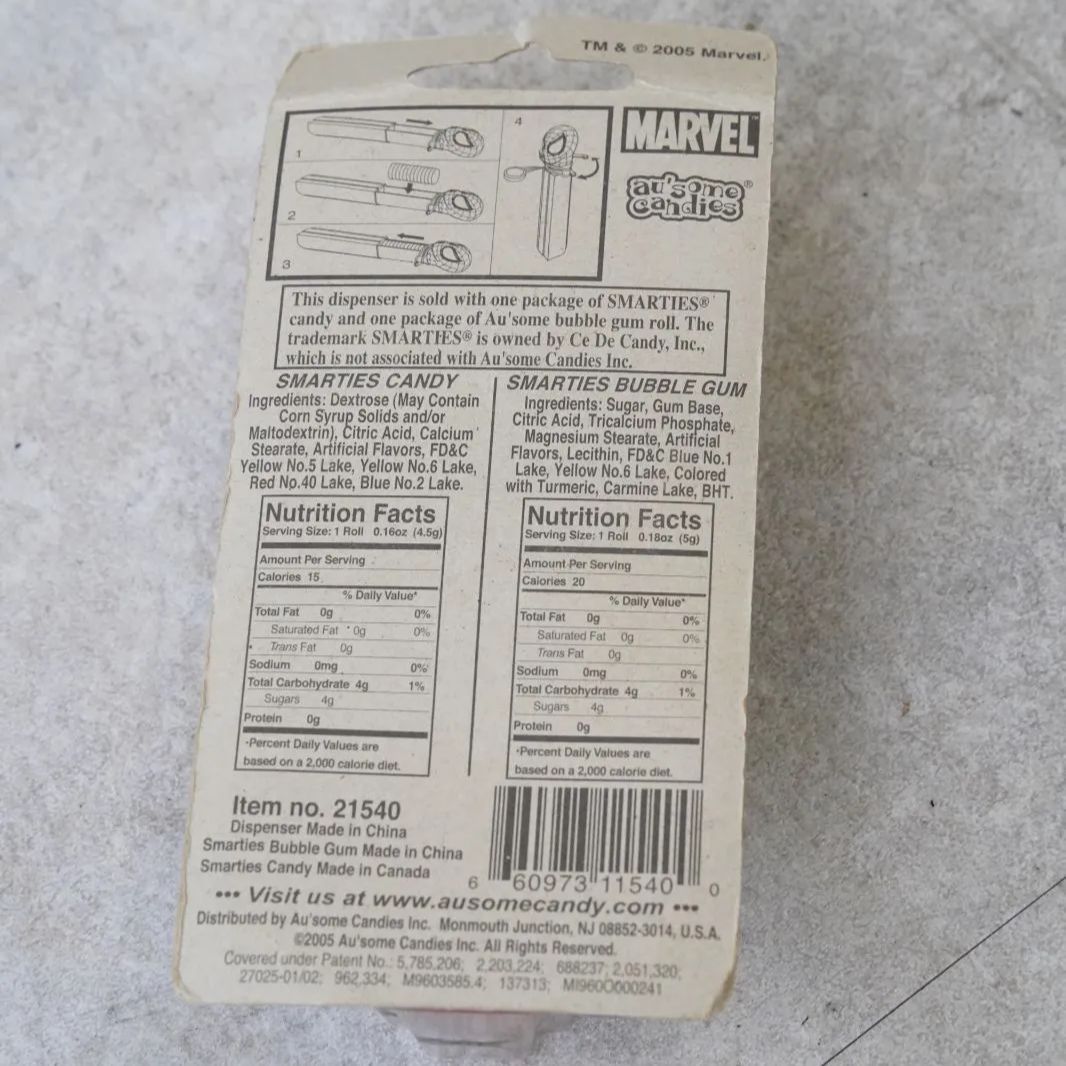 TM & © 2005 Marvel.
1
2
3
4
MARVEL™
au'some®
candies
This dispenser is sold with one package of SMARTIES®
candy and one package of Au'some bubble gum roll. The
trademark SMARTIES® is owned by Ce De Candy, Inc.,
which is not associated with Au'some Candies Inc.
SMARTIES CANDY
Ingredients: Dextrose (May Contain
Corn Syrup Solids and/or
Maltodextrin), Citric Acid, Calcium
Stearate, Artificial Flavors, FD&C
Yellow No.5 Lake, Yellow No.6 Lake,
Red No.40 Lake, Blue No.2 Lake.
Nutrition Facts
Serving Size: 1 Roll 0.16oz (4.5g)
Amount Per Serving
Calories 15
% Daily Value*
Total Fat 0g 0%
Saturated Fat 0g 0%
Trans Fat 0g
Sodium 0mg 0%
Total Carbohydrate 4g 1%
Sugars 4g
Protein 0g
·Percent Daily Values are
based on a 2,000 calorie diet.
SMARTIES BUBBLE GUM
Ingredients: Sugar, Gum Base,
Citric Acid, Tricalcium Phosphate,
Magnesium Stearate, Artificial
Flavors, Lecithin, FD&C Blue No.1
Lake, Yellow No.6 Lake, Colored
with Turmeric, Carmine Lake, BHT.
Nutrition Facts
Serving Size: 1 Roll 0.18oz (5g)
Amount Per Serving
Calories 20
% Daily Value*
Total Fat 0g 0%
Saturated Fat 0g 0%
Trans Fat 0g
Sodium 0mg 0%
Total Carbohydrate 4g 1%
Sugars 4g
Protein 0g
·Percent Daily Values are
based on a 2,000 calorie diet.
Item no. 21540
Dispenser Made in China
Smarties Bubble Gum Made in China
Smarties Candy Made in Canada
6 60973 11540 0
••• Visit us at www.ausomecandy.com •••
Distributed by Au'some Candies Inc. Monmouth Junction, NJ 08852-3014, U.S.A.
©2005 Au'some Candies Inc. All Rights Reserved.
Covered under Patent No.: 5,785,206; 2,203,224; 688237; 2,051,320;
27025-01/02; 962,334; M9603585.4; 137313; MI9600000241